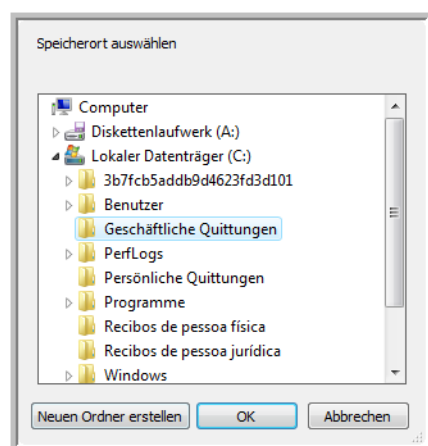 Speicherort auswählen
Computer
Diskettenlaufwerk (A:)
Lokaler Datenträger (C:)
3b7fcb5addb9d4623fd3d101
Benutzer
Geschäftliche Quittungen
PerfLogs
Persönliche Quittungen
Programme
Recibos de pessoa física
Recibos de pessoa jurídica
Windows
Neuen Ordner erstellen OK Abbrechen